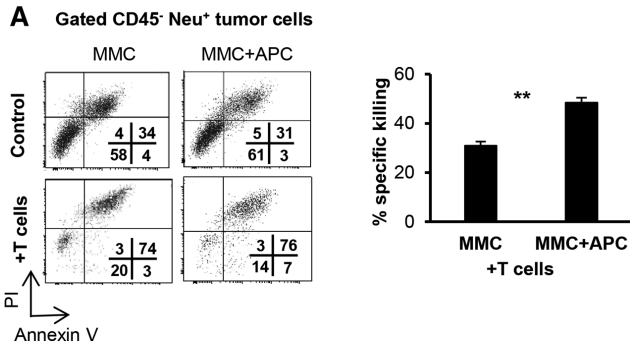 A Gated CD45- Neu+ tumor cells
MMC MMC+APC
Control
4 34
58 4
5 31
61 3
+T cells
3 74
20 3
3 76
14 7
PI
Annexin V
% specific killing
60
40
20
0
**
MMC MMC+APC
+T cells